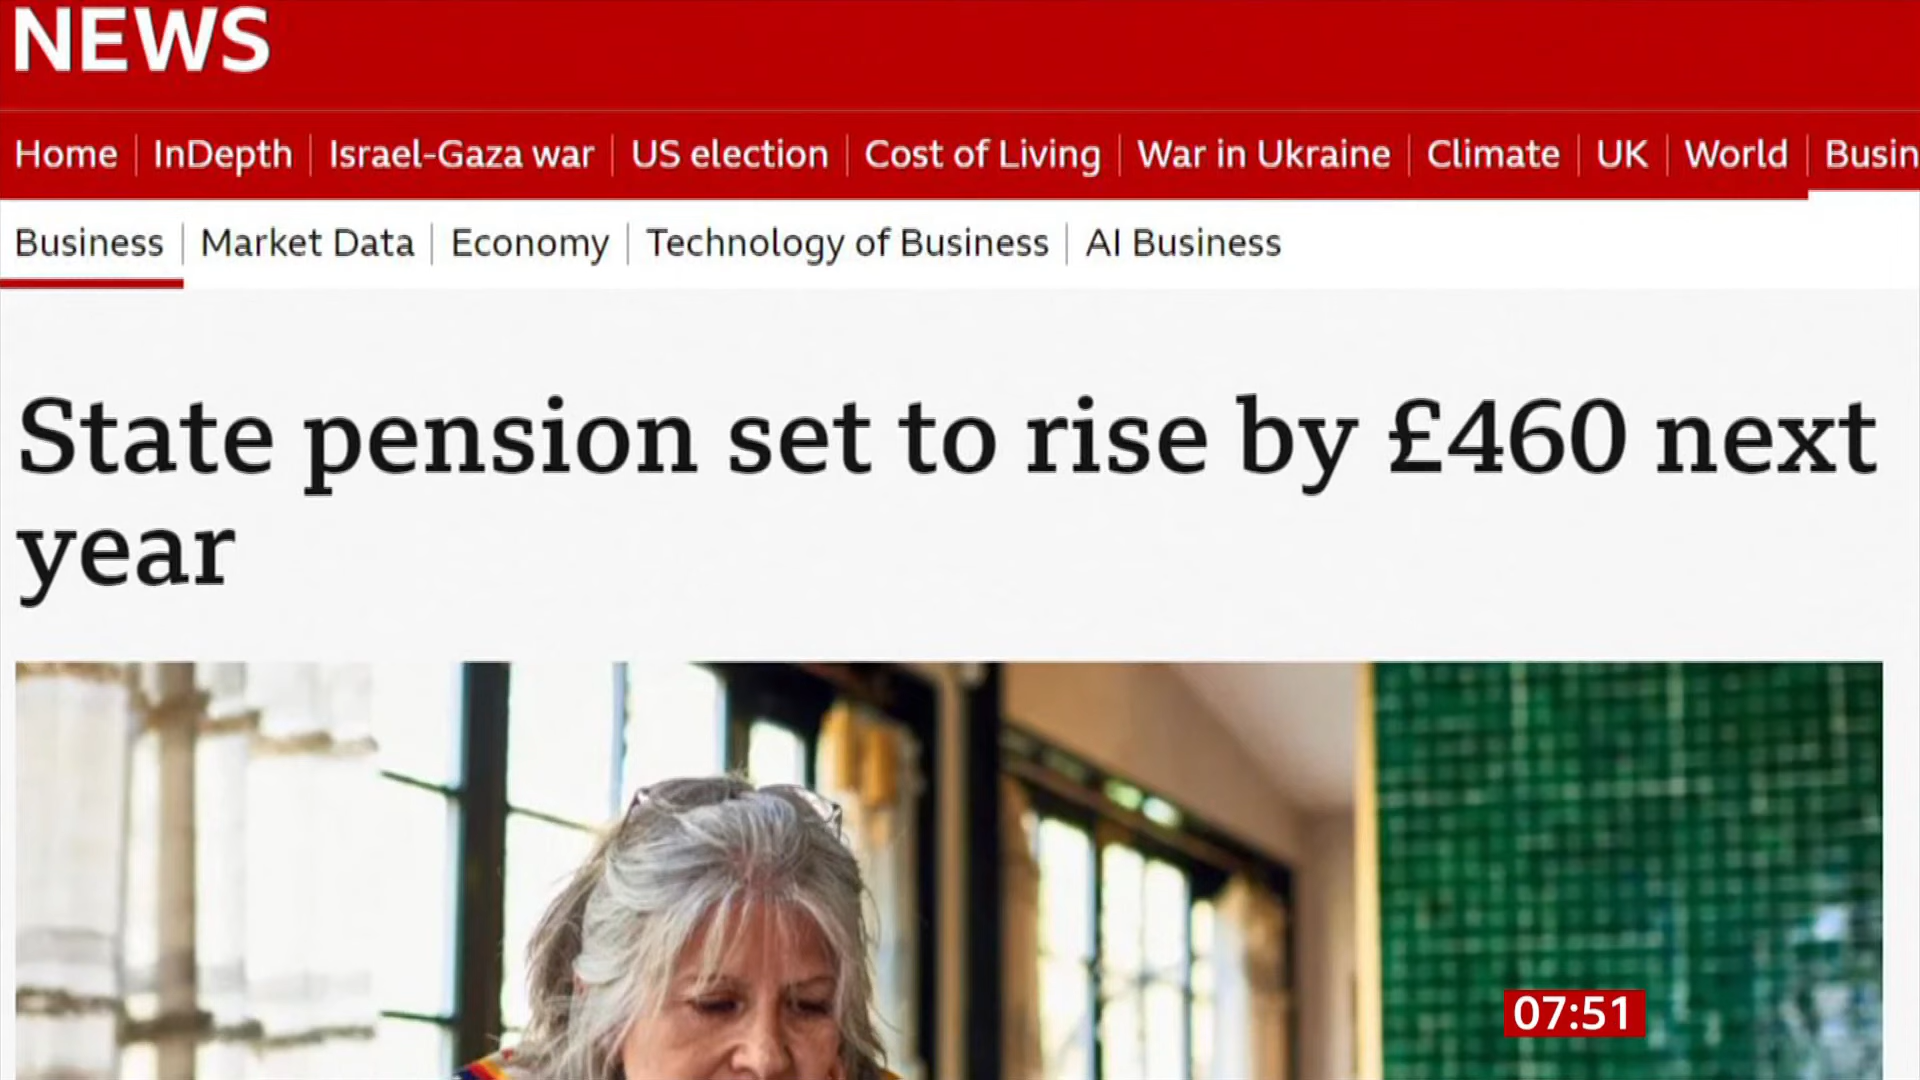 NEWS
Home InDepth Israel-Gaza war US election Cost of Living War in Ukraine Climate UK World Busin
Business Market Data Economy Technology of Business AI Business
State pension set to rise by £460 next
year
07:51